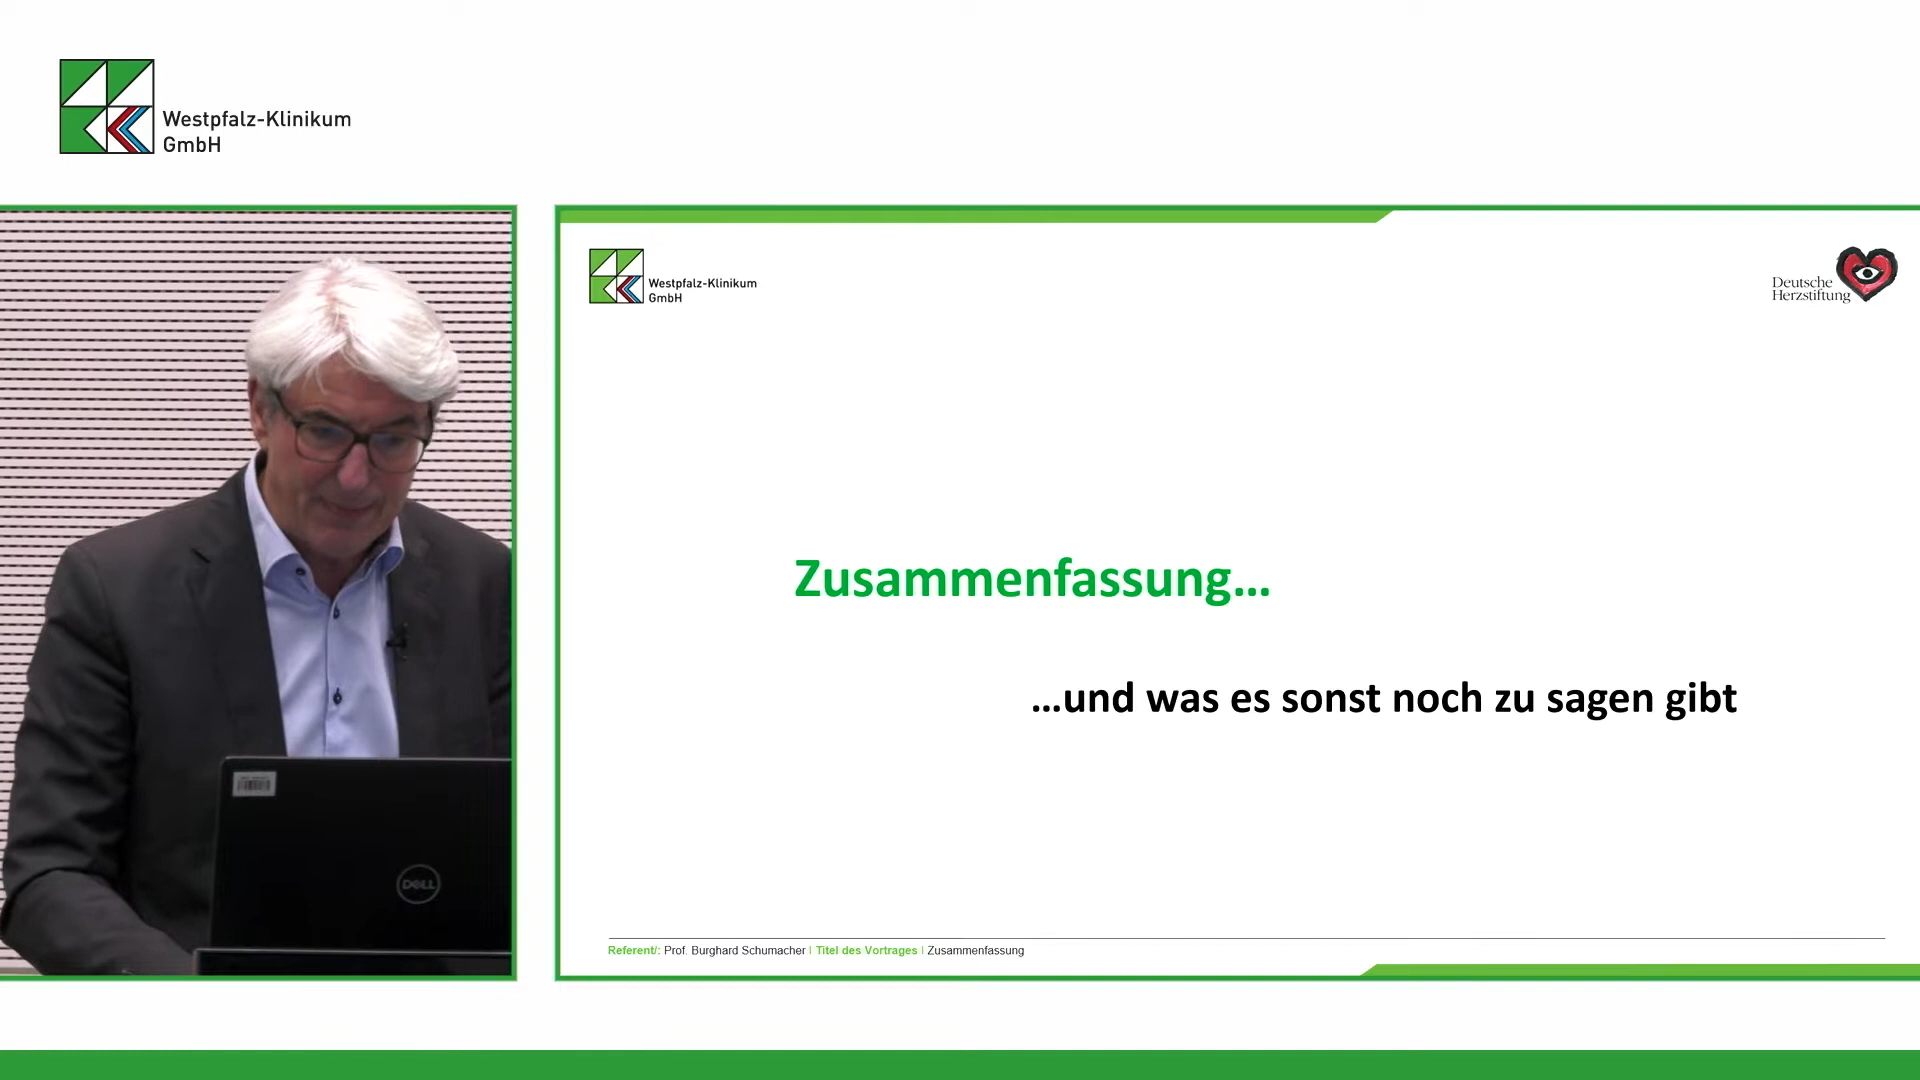 Westpfalz-Klinikum
GmbH
Westpfalz-Klinikum
GmbH
Deutsche
Herzstiftung
Zusammenfassung...
...und was es sonst noch zu sagen gibt
DELL
Referent/: Prof. Burghard Schumacher | Titel des Vortrages | Zusammenfassung